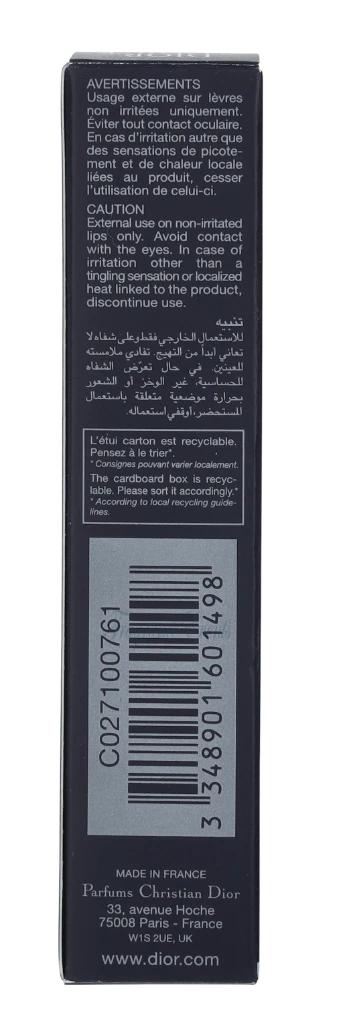 AVERTISSEMENTS
Usage externe sur lèvres
non irritées uniquement.
Éviter tout contact oculaire.
En cas d'irritation autre que
des sensations de picote-
ment et de chaleur locale
liées au produit, cesser
l'utilisation de celui-ci.
CAUTION
External use on non-irritated
lips only. Avoid contact
with the eyes. In case of
irritation other than a
tingling sensation or localized
heat linked to the product,
discontinue use.
تنبيه
للاستعمال الخارجي فقط وعلى شفاه لا
تعاني أبداً من التهيج. تفادي ملامسته
للعينين. في حال تعرّض الشفاه
للحساسية، غير الوخز أو الشعور
بحرارة موضعية متعلقة باستعمال
المستحضر، أوقفي استعماله.
L'étui carton est recyclable.
Pensez à le trier*.
* Consignes pouvant varier localement.
The cardboard box is recyc-
lable. Please sort it accordingly.*
* According to local recycling guide-
lines.
C027100761
3 348901 601498
MADE IN FRANCE
Parfums Christian Dior
33, avenue Hoche
75008 Paris - France
W1S 2UE, UK
www.dior.com